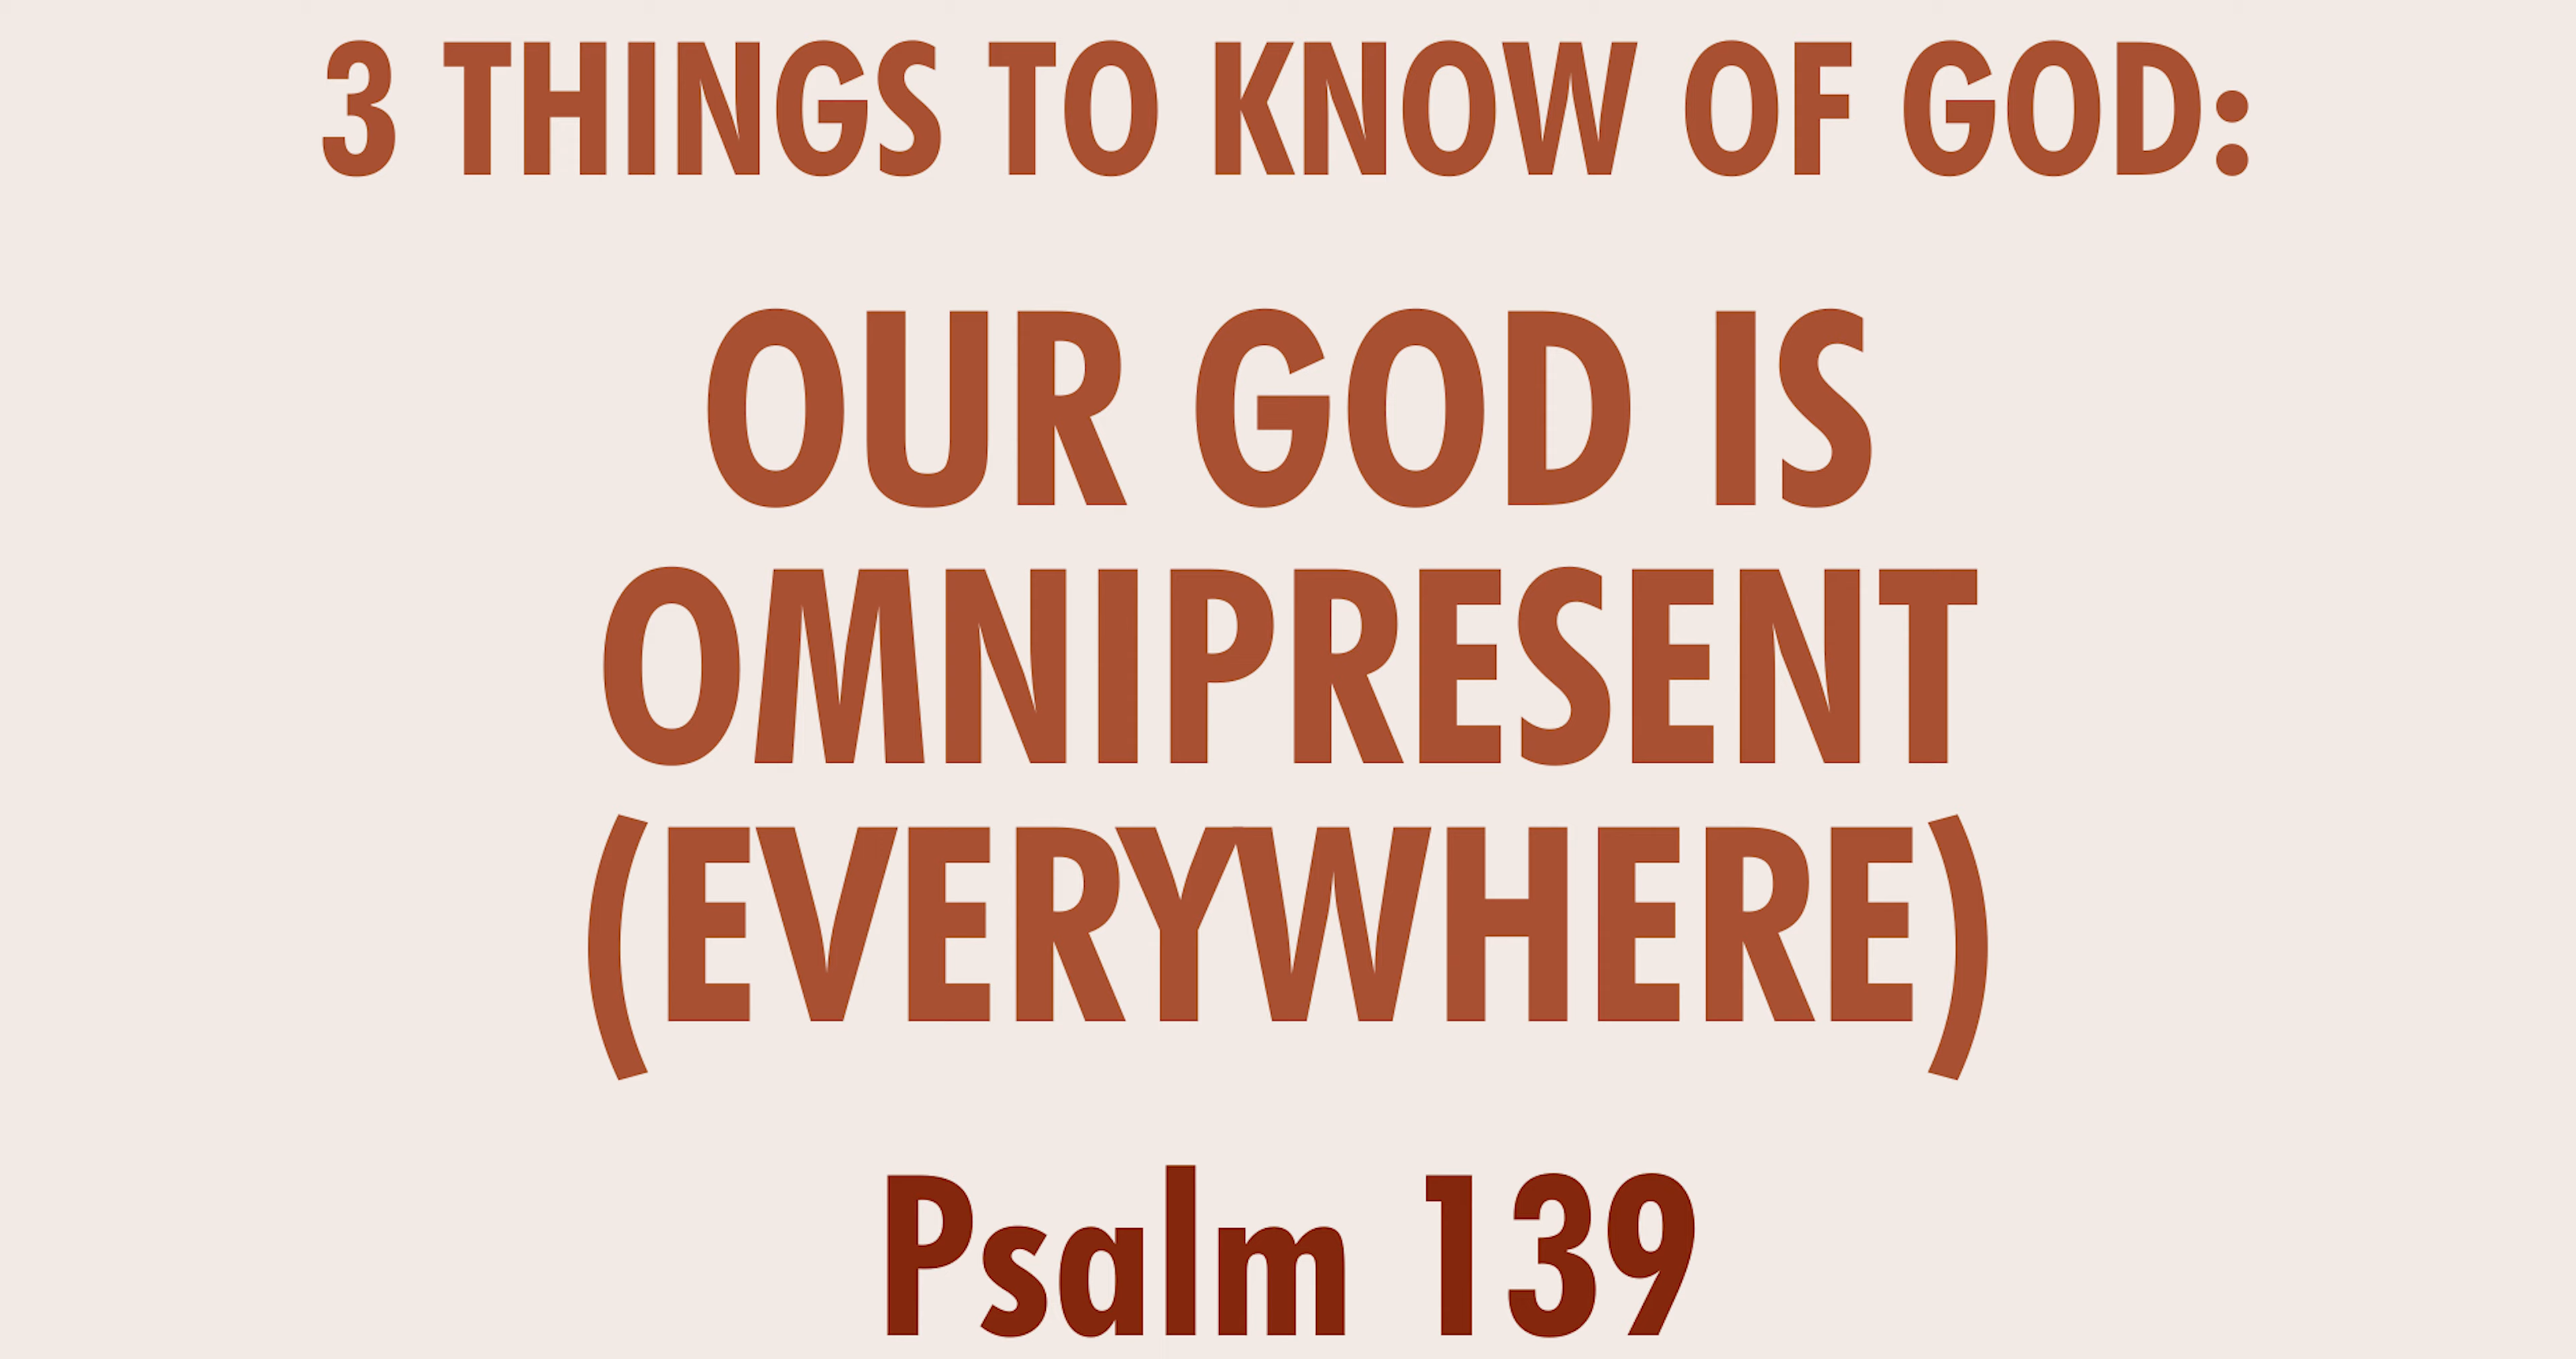 3 THINGS TO KNOW OF GOD:
OUR GOD IS
OMNIPRESENT
(EVERYWHERE)
Psalm 139